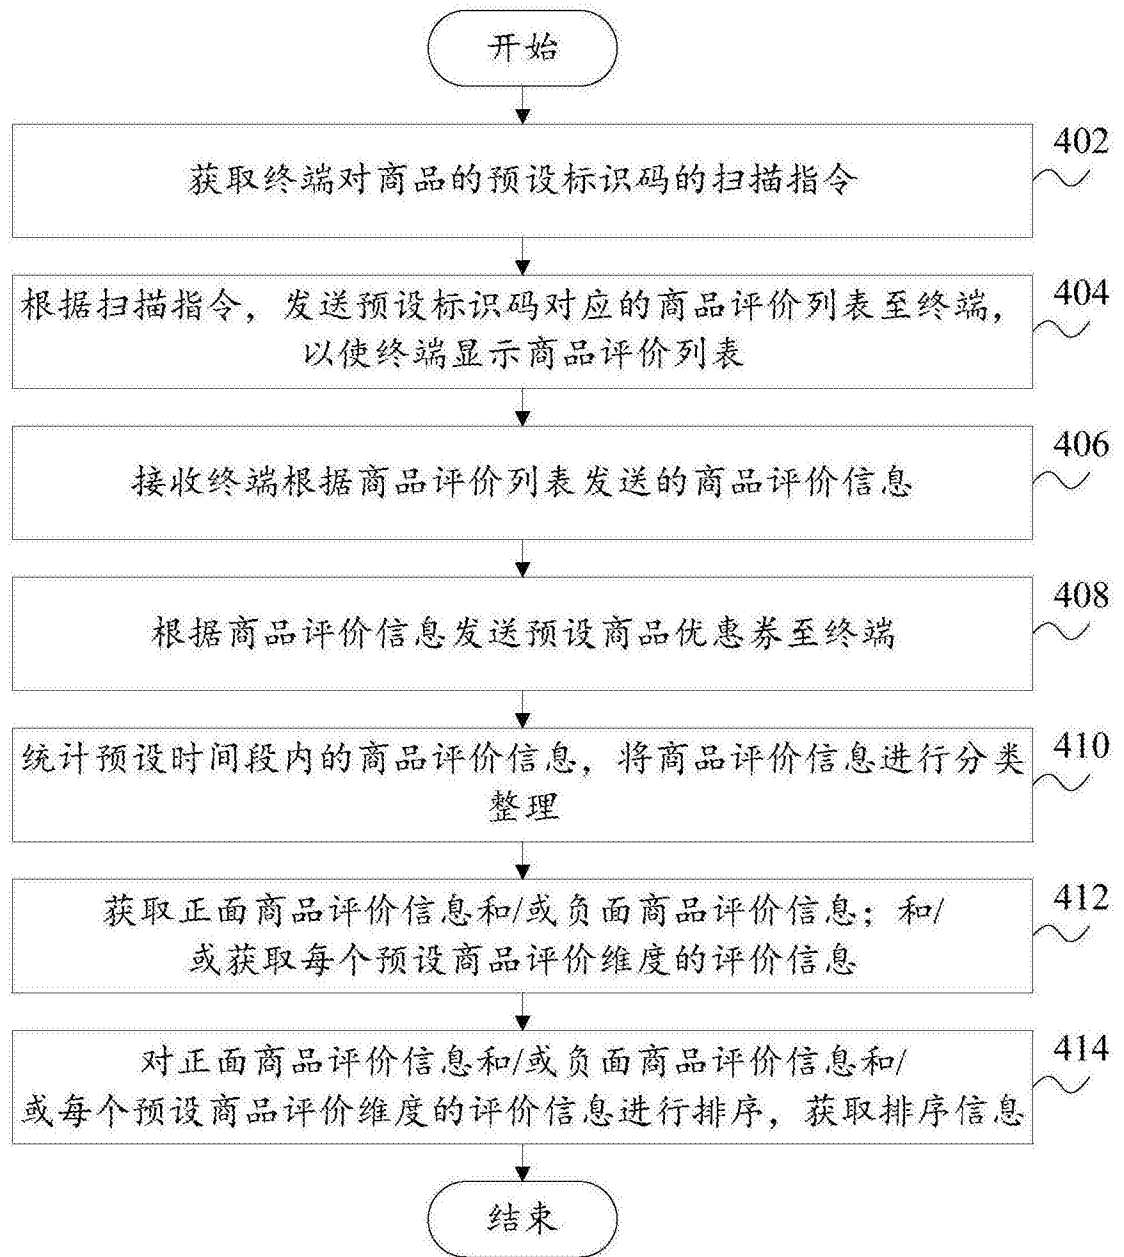 开始
402
获取终端对商品的预设标识码的扫描指令
404
根据扫描指令，发送预设标识码对应的商品评价列表至终端，
以使终端显示商品评价列表
406
接收终端根据商品评价列表发送的商品评价信息
408
根据商品评价信息发送预设商品优惠券至终端
410
统计预设时间段内的商品评价信息，将商品评价信息进行分类
整理
412
获取正面商品评价信息和/或负面商品评价信息；和/
或获取每个预设商品评价维度的评价信息
414
对正面商品评价信息和/或负面商品评价信息和/
或每个预设商品评价维度的评价信息进行排序，获取排序信息
结束